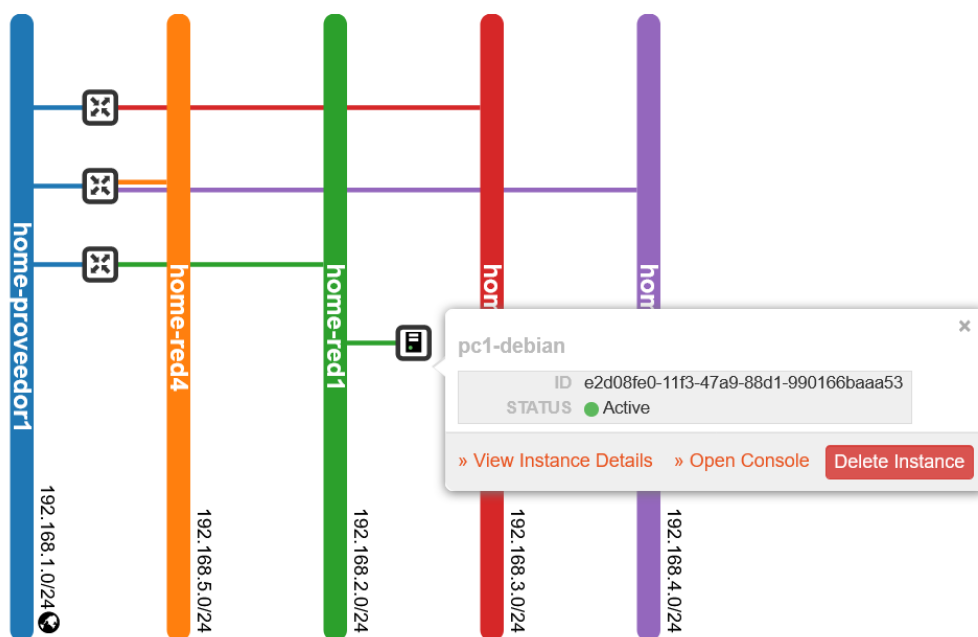 home-proveedor1
192.168.1.0/24
home-red4
192.168.5.0/24
home-red1
192.168.2.0/24
192.168.3.0/24
192.168.4.0/24
pc1-debian
×
ID e2d08fe0-11f3-47a9-88d1-990166baaa53
STATUS Active
» View Instance Details » Open Console Delete Instance